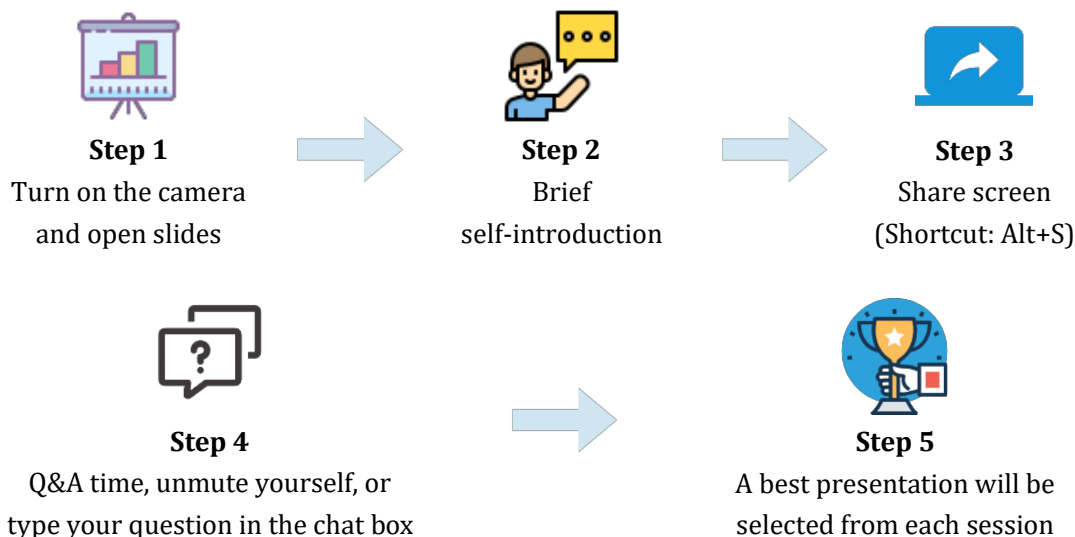 Step 1
Turn on the camera
and open slides
Step 2
Brief
self-introduction
Step 3
Share screen
(Shortcut: Alt+S)
?
Step 4
Q&A time, unmute yourself, or
type your question in the chat box
Step 5
A best presentation will be
selected from each session